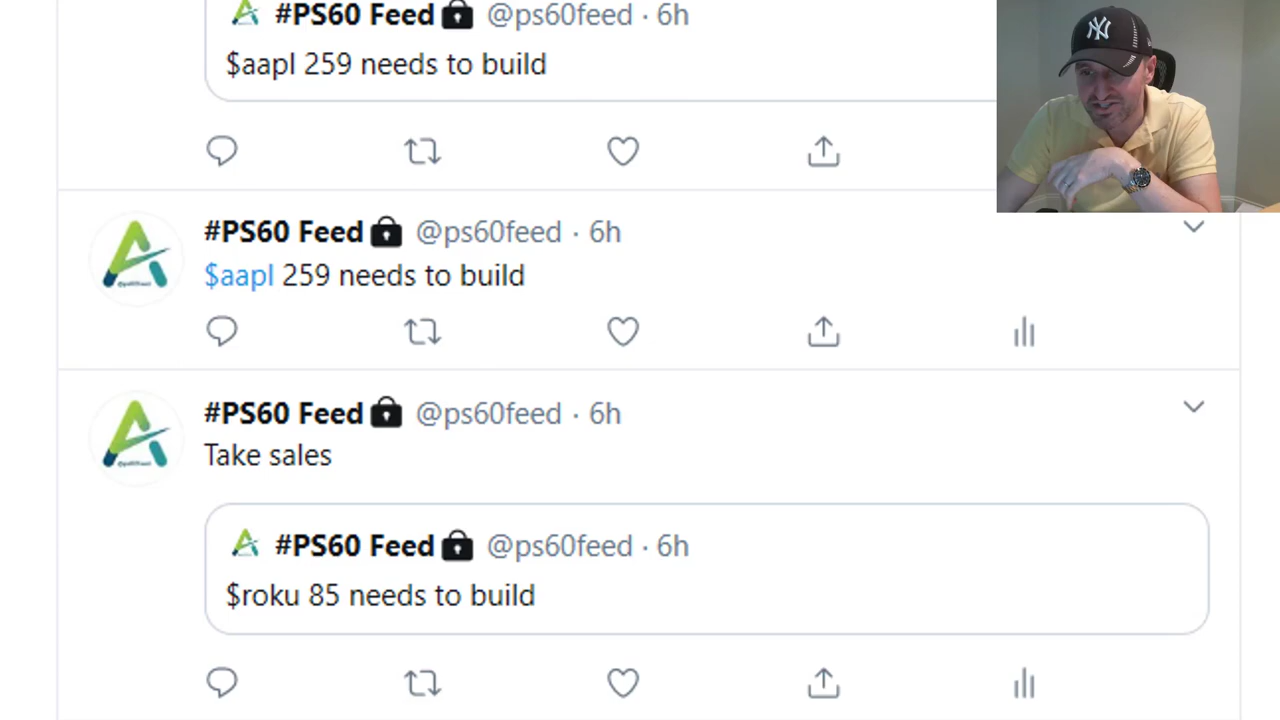 #PS60 Feed @ps60feed · 6h
$aapl 259 needs to build
#PS60 Feed @ps60feed · 6h
$aapl 259 needs to build
#PS60 Feed @ps60feed · 6h
Take sales
#PS60 Feed @ps60feed · 6h
$roku 85 needs to build